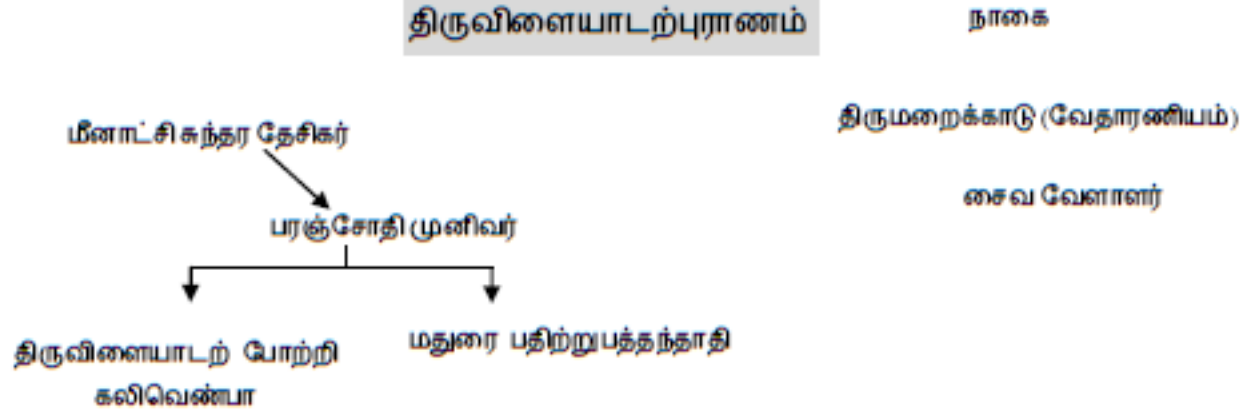 திருவிளையாடற்புராணம்
நாகை
திருமறைக்காடு (வேதாரணியம்)
மீனாட்சி சுந்தர தேசிகர்
சைவ வேளாளர்
பரஞ்சோதி முனிவர்
திருவிளையாடற் போற்றி
கலிவெண்பா
மதுரை பதிற்றுபத்தந்தாதி